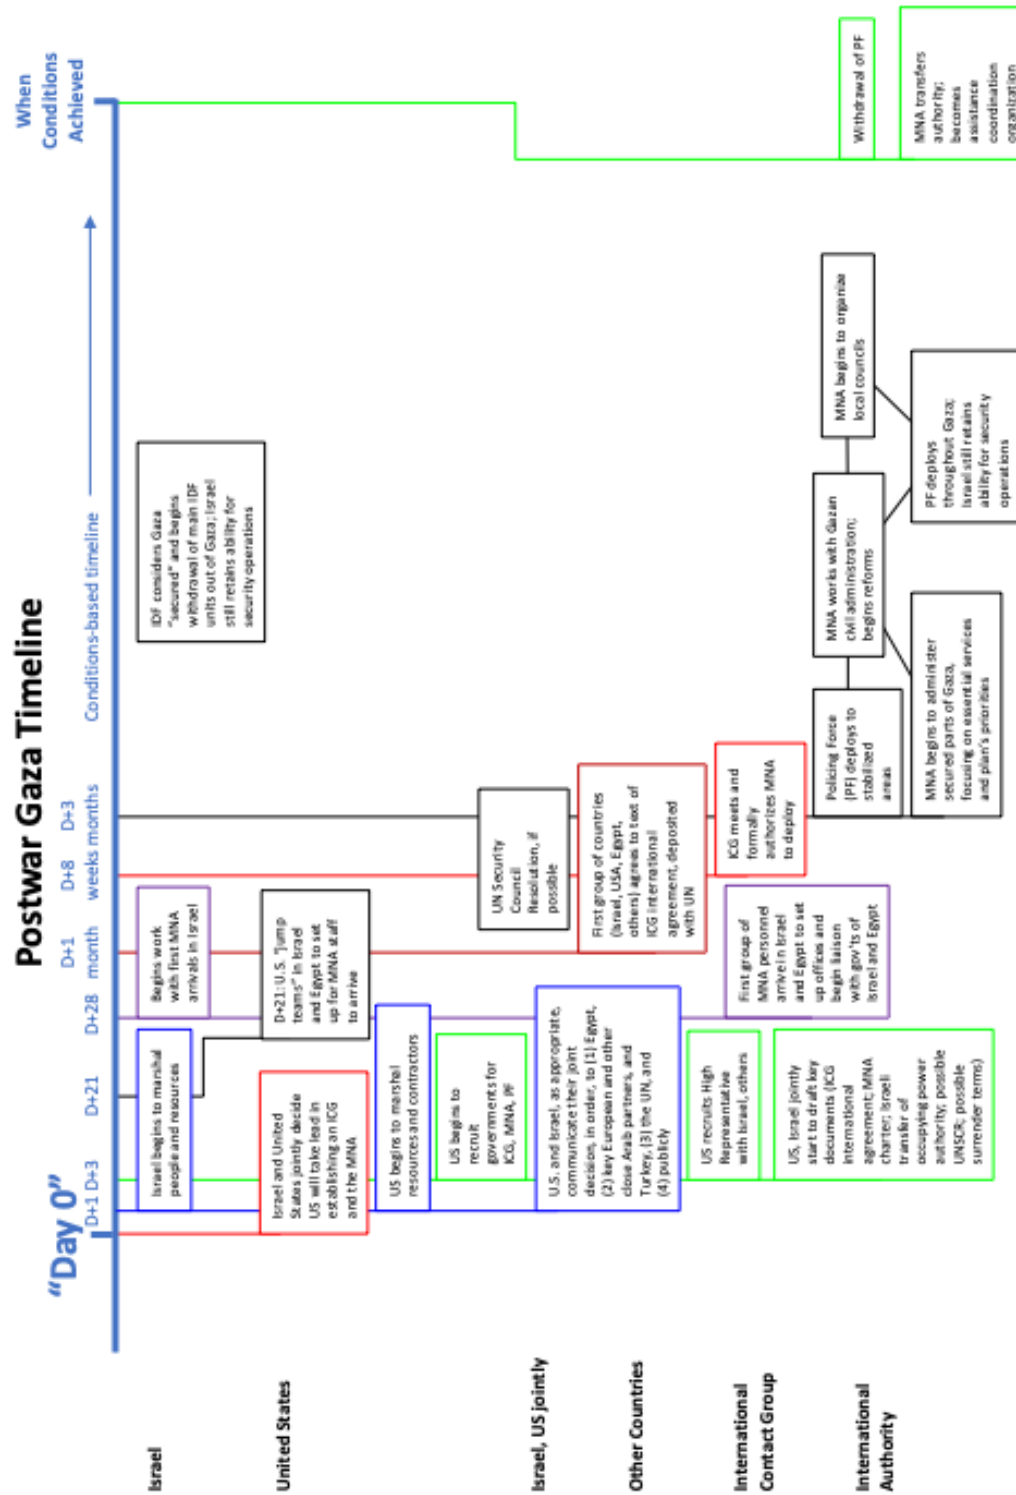 Postwar Gaza Timeline
“Day 0”
D+1
D+3
D+21
D+28
D+1
month
D+8
weeks
D+3
months
Conditions-based timeline
When
Conditions
Achieved
Israel
Israel begins to marshal
people and resources
Begins work
with first MNA
arrivals in Israel
IDF considers Gaza
“secured” and begins
withdrawal of main IDF
units out of Gaza; Israel
still retains ability for
security operations
United States
Israel and United
States jointly decide
US will take lead in
establishing an ICG
and the MNA
D+21: U.S. “jump
teams” in Israel
and Egypt to set
up for MNA staff
to arrive
US begins to marshal
resources and contractors
US begins to
recruit
governments for
ICG, MNA, PF
Israel, US jointly
U.S. and Israel, as appropriate,
communicate their joint
decision, in order, to (1) Egypt,
(2) key European and other
close Arab partners, and
Turkey, (3) the UN, and
(4) publicly
UN Security
Council
Resolution, if
possible
Other Countries
First group of countries
(Israel, USA, Egypt,
others) agrees to text of
ICG international
agreement, deposited
with UN
International
Contact Group
US recruits High
Representative
with Israel, others
First group of
MNA personnel
arrive in Israel
and Egypt to set
up offices and
begin liaison
with gov'ts of
Israel and Egypt
ICG meets and
formally
authorizes MNA
to deploy
International
Authority
US, Israel jointly
start to draft key
documents (ICG
international
agreement; MNA
charter; Israeli
transfer of
occupying power
authority; possible
UNSCR; possible
surrender terms)
Policing Force
(PF) deploys to
stabilized
areas
MNA works with Gazan
civil administration;
begins reforms
MNA begins to organize
local councils
Withdrawal of PF
MNA begins to administer
secured parts of Gaza,
focusing on essential services
and plan's priorities
PF deploys
throughout Gaza;
Israel still retains
ability for security
operations
MNA transfers
authority;
becomes
assistance
coordination
organization